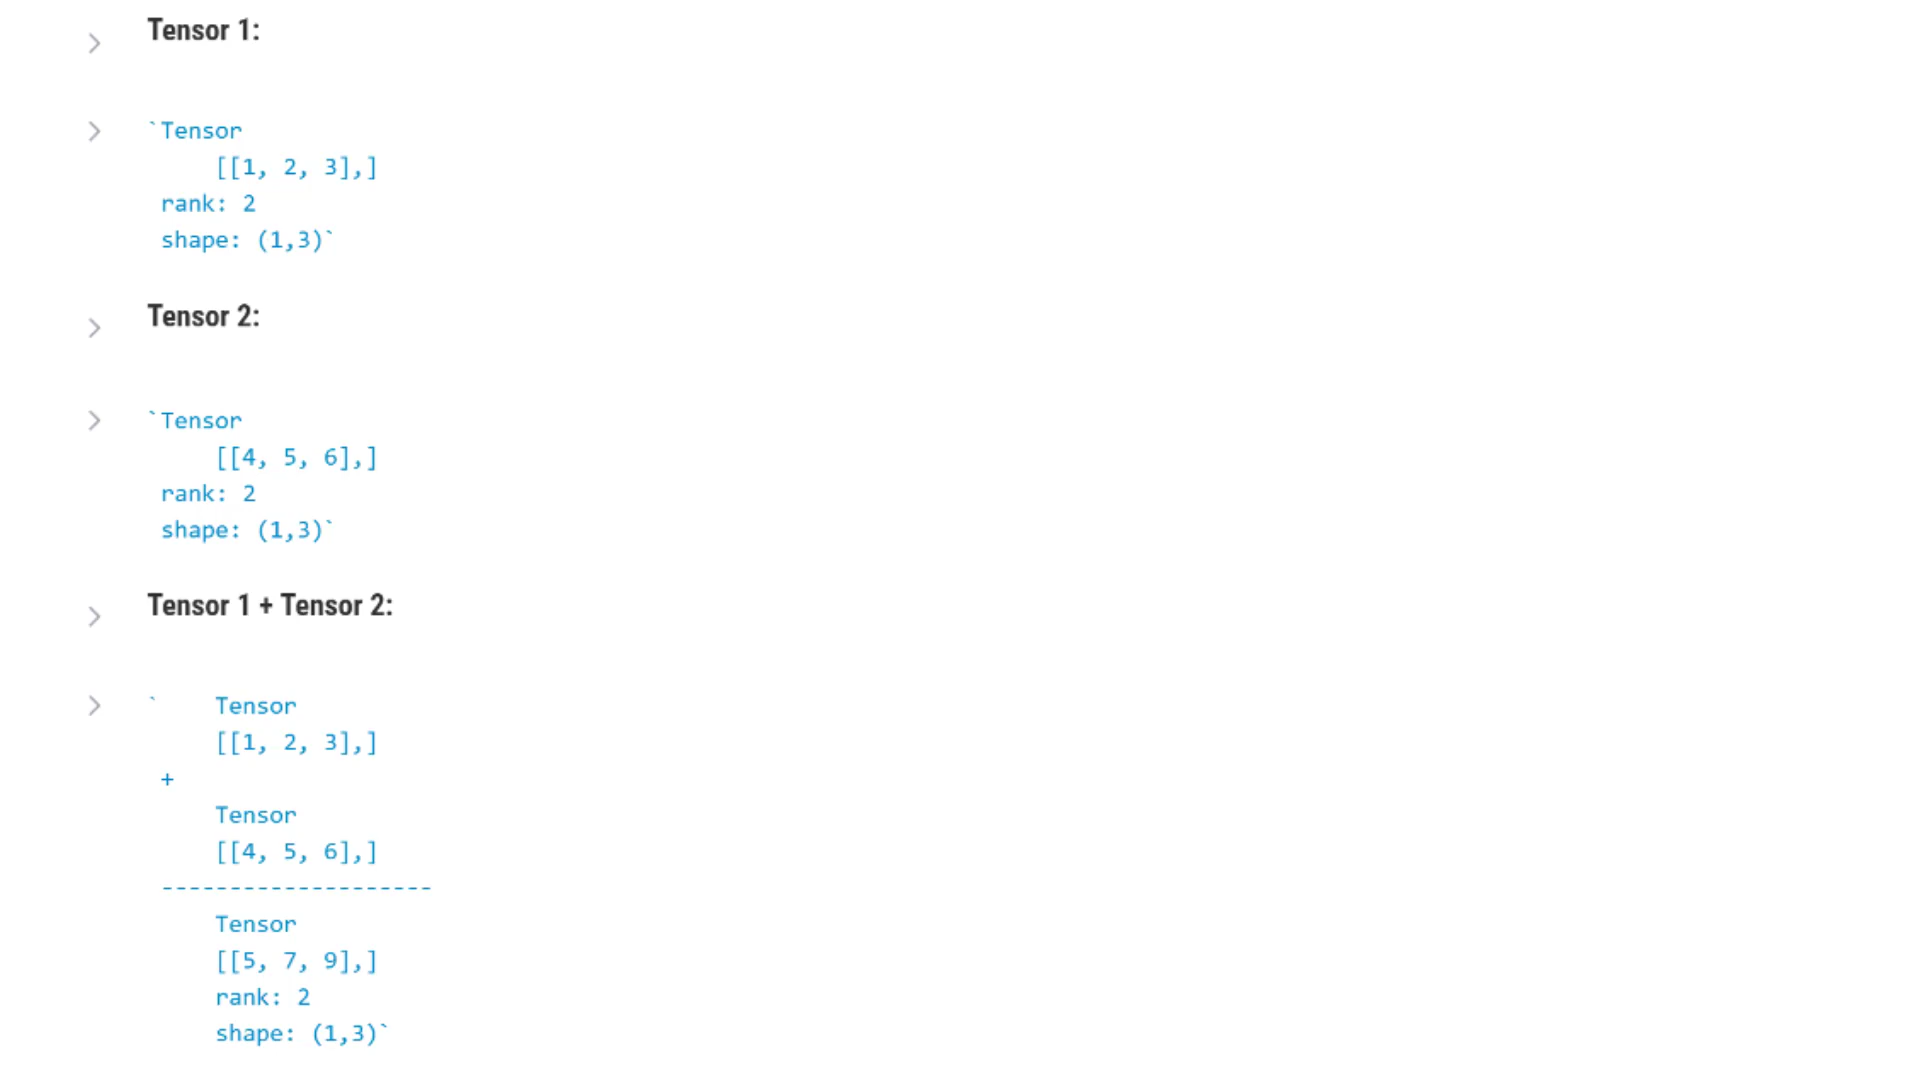 Tensor 1:
`Tensor
[[1, 2, 3],]
rank: 2
shape: (1,3)`
Tensor 2:
`Tensor
[[4, 5, 6],]
rank: 2
shape: (1,3)`
Tensor 1 + Tensor 2:
` Tensor
[[1, 2, 3],]
+
Tensor
[[4, 5, 6],]
--------------------
Tensor
[[5, 7, 9],]
rank: 2
shape: (1,3)`